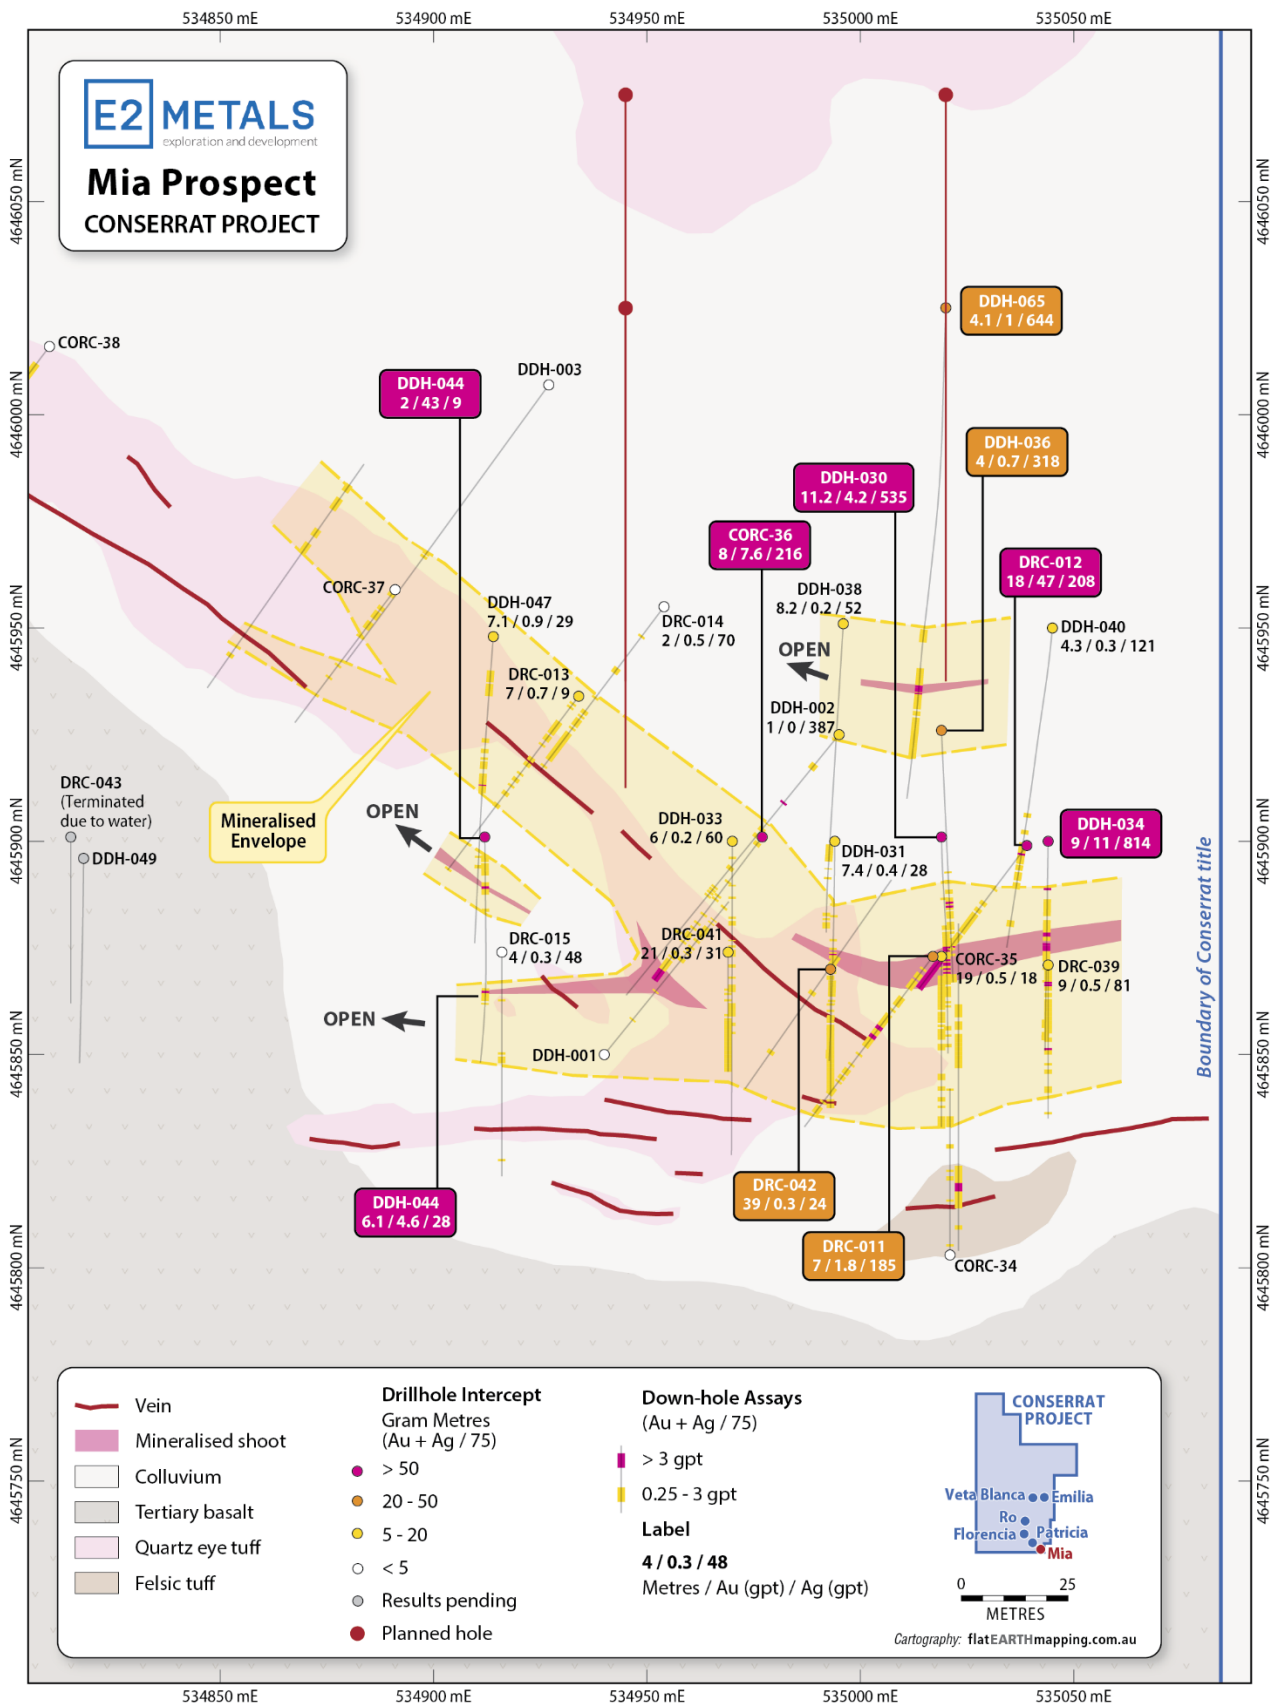 534850 mE
534900 mE
534950 mE
535000 mE
535050 mE
E2 METALS
exploration and development
Mia Prospect
CONSERRAT PROJECT
4646050 mN
4646050 mN
DDH-065
4.1 / 1 / 644
CORC-38
DDH-003
DDH-044
2 / 43 / 9
4646000 mN
4646000 mN
DDH-036
4 / 0.7 / 318
DDH-030
11.2 / 4.2 / 535
CORC-36
8 / 7.6 / 216
DRC-012
18 / 47 / 208
CORC-37
DDH-047
7.1 / 0.9 / 29
DDH-038
8.2 / 0.2 / 52
DRC-014
2 / 0.5 / 70
DDH-040
4.3 / 0.3 / 121
4645950 mN
4645950 mN
OPEN
DRC-013
7 / 0.7 / 9
DDH-002
1 / 0 / 387
DRC-043
(Terminated
due to water)
DDH-049
Mineralised
Envelope
OPEN
DDH-033
6 / 0.2 / 60
DDH-031
7.4 / 0.4 / 28
DDH-034
9 / 11 / 814
4645900 mN
4645900 mN
DRC-015
4 / 0.3 / 48
DRC-041
21 / 0.3 / 31
CORC-35
19 / 0.5 / 18
DRC-039
9 / 0.5 / 81
OPEN
DDH-001
Boundary of Conserrat title
4645850 mN
4645850 mN
DDH-044
6.1 / 4.6 / 28
DRC-042
39 / 0.3 / 24
DRC-011
7 / 1.8 / 185
CORC-34
4645800 mN
4645800 mN
Vein
Mineralised shoot
Colluvium
Tertiary basalt
Quartz eye tuff
Felsic tuff
Drillhole Intercept
Gram Metres
(Au + Ag / 75)
> 50
20 - 50
5 - 20
< 5
Results pending
Planned hole
Down-hole Assays
(Au + Ag / 75)
> 3 gpt
0.25 - 3 gpt
Label
4 / 0.3 / 48
Metres / Au (gpt) / Ag (gpt)
CONSERRAT
PROJECT
Veta Blanca
Emilia
Ro
Florencia
Patricia
Mia
0
25
METRES
Cartography: flatEARTHmapping.com.au
4645750 mN
4645750 mN
534850 mE
534900 mE
534950 mE
535000 mE
535050 mE